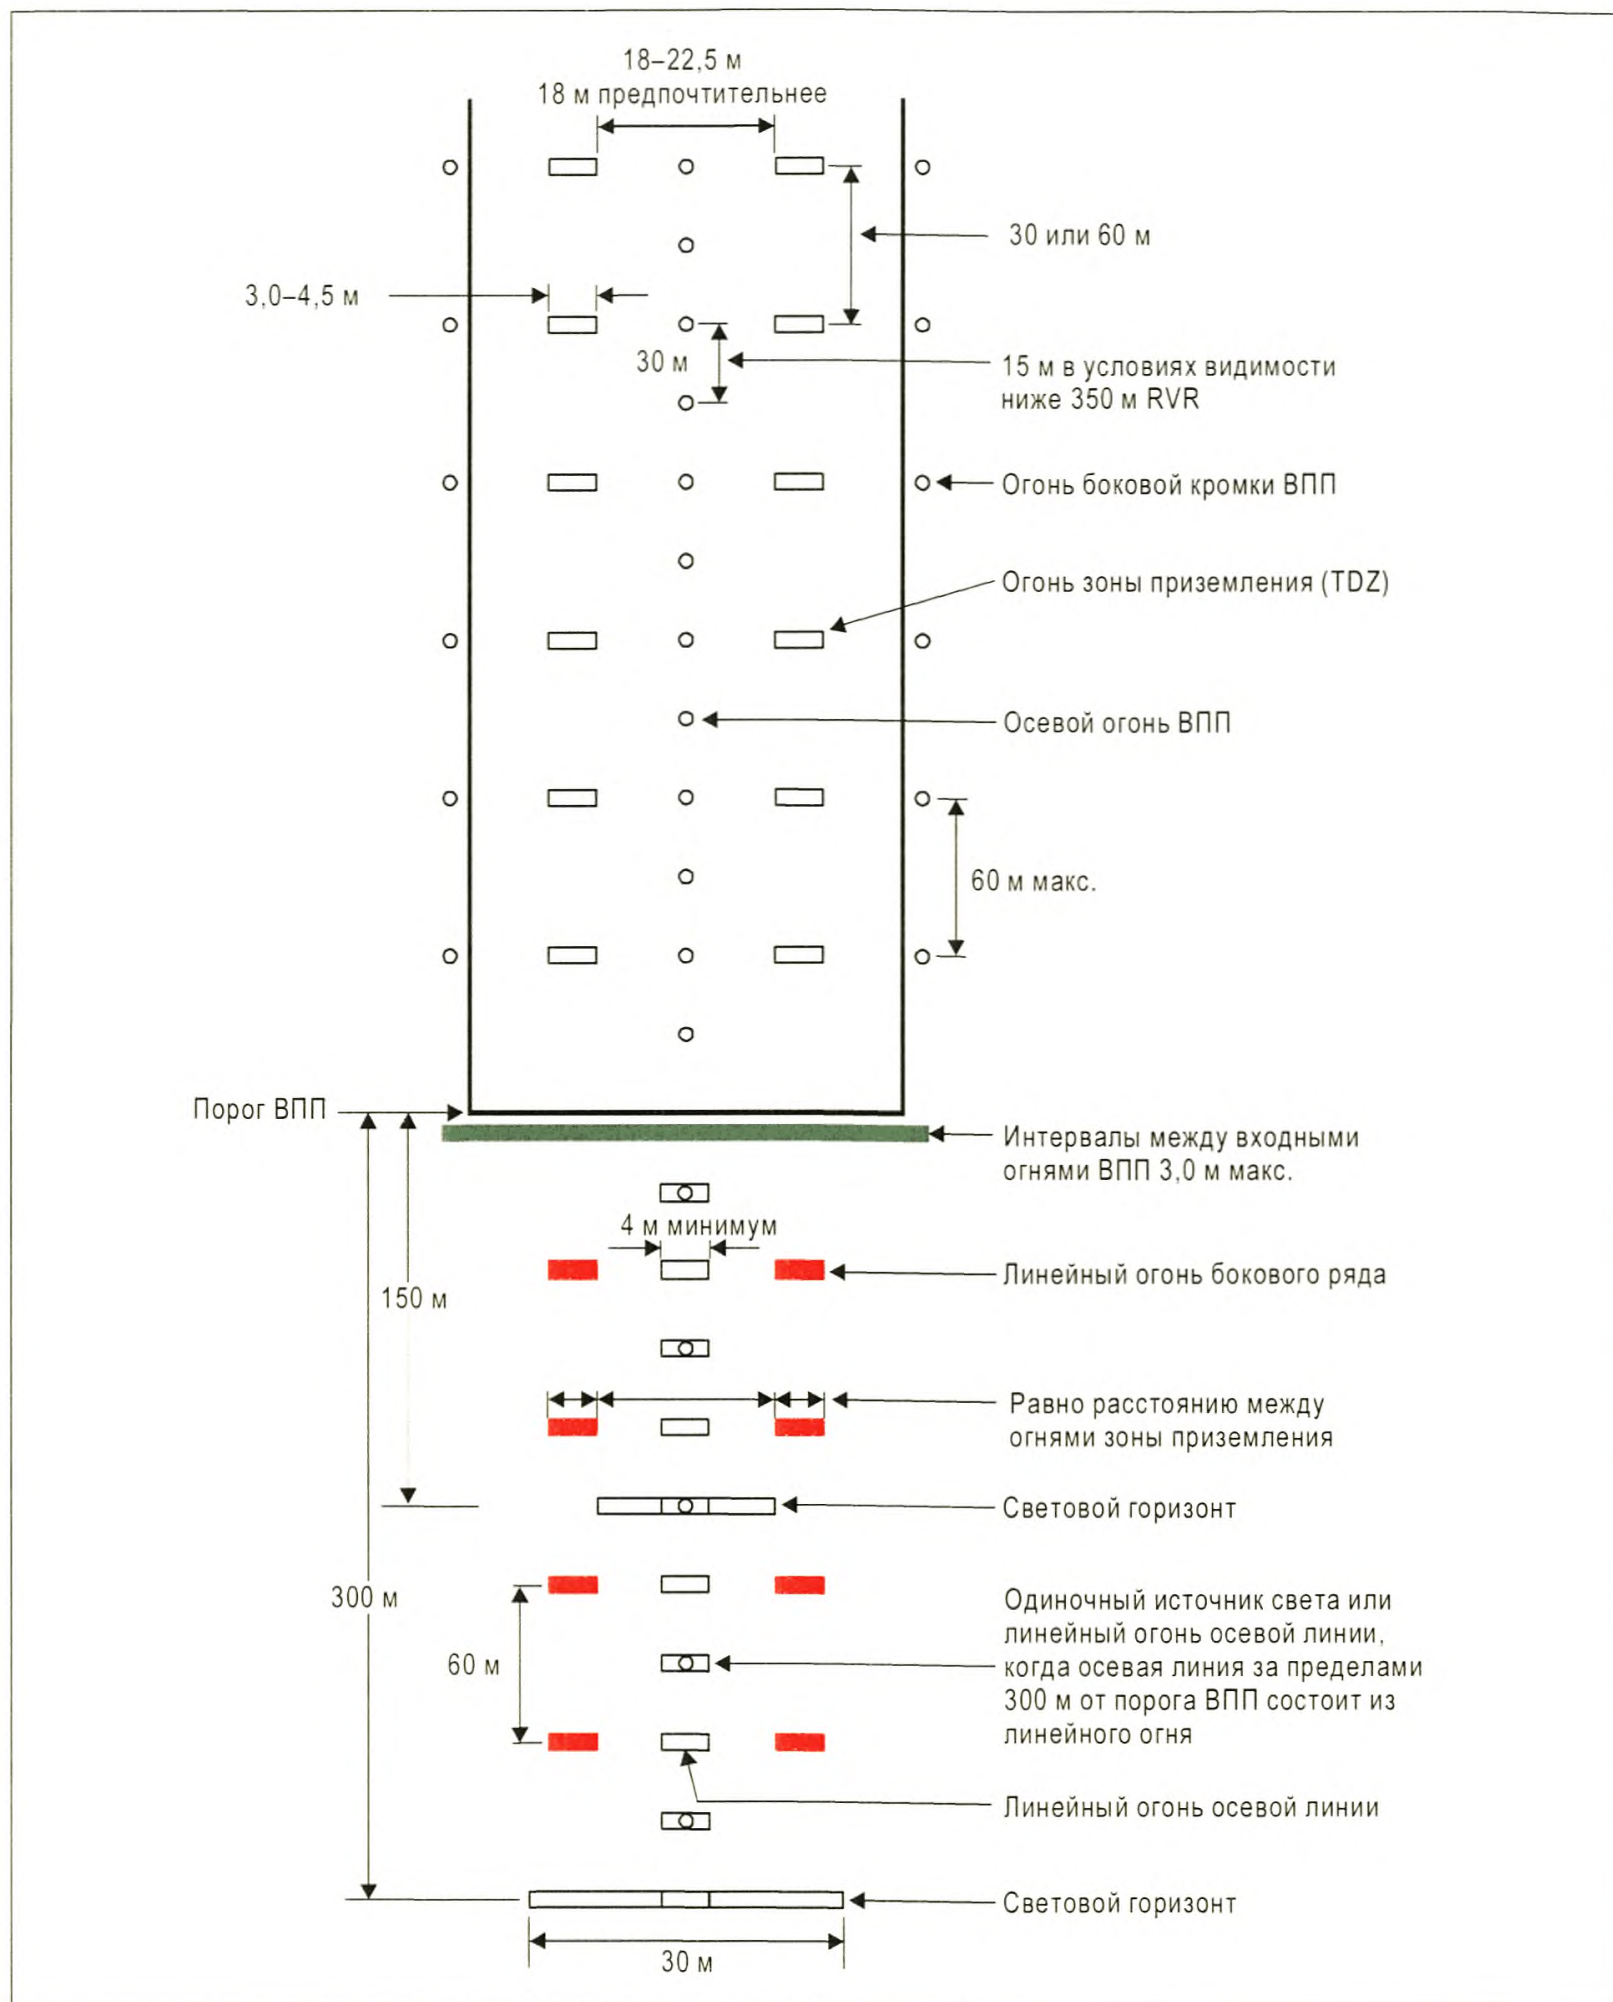 18–22,5 м
18 м предпочтительнее
30 или 60 м
3,0–4,5 м
30 м
15 м в условиях видимости
ниже 350 м RVR
Огонь боковой кромки ВПП
Огонь зоны приземления (TDZ)
Осевой огонь ВПП
60 м макс.
Порог ВПП
Интервалы между входными
огнями ВПП 3,0 м макс.
4 м минимум
Линейный огонь бокового ряда
150 м
Равно расстоянию между
огнями зоны приземления
Световой горизонт
300 м
Одиночный источник света или
линейный огонь осевой линии,
когда осевая линия за пределами
300 м от порога ВПП состоит из
линейного огня
60 м
Линейный огонь осевой линии
Световой горизонт
30 м